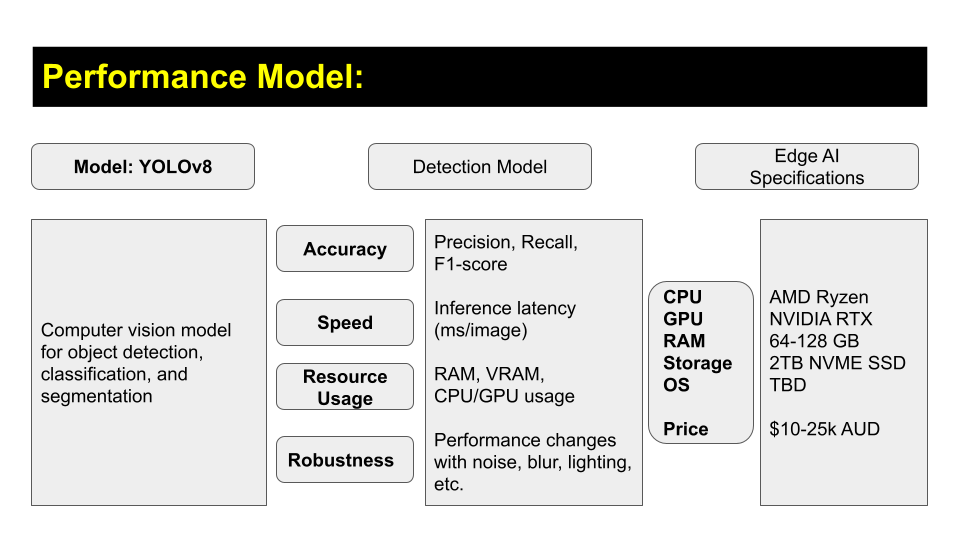 Performance Model:
Model: YOLOv8
Detection Model
Edge AI
Specifications
Computer vision model
for object detection,
classification, and
segmentation
Accuracy
Precision, Recall,
F1-score
Speed
Inference latency
(ms/image)
Resource
Usage
RAM, VRAM,
CPU/GPU usage
Robustness
Performance changes
with noise, blur, lighting,
etc.
CPU AMD Ryzen
GPU NVIDIA RTX
RAM 64-128 GB
Storage 2TB NVME SSD
OS TBD
Price $10-25k AUD